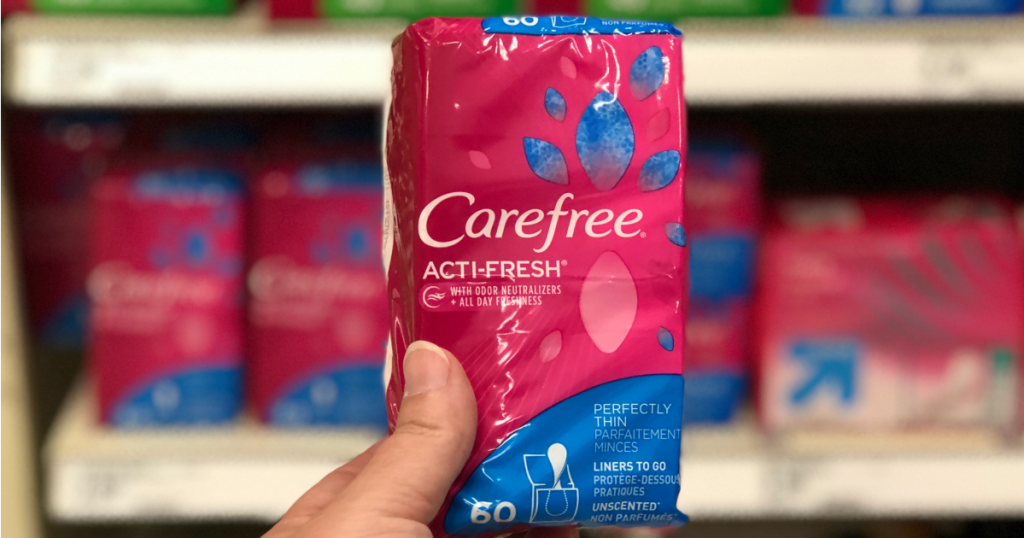 60
NON PARFUMÉS
Carefree®
ACTI-FRESH®
WITH ODOR NEUTRALIZERS
+ ALL DAY FRESHNESS
PERFECTLY
THIN
PARFAITEMENT
MINCES
LINERS TO GO
PROTÈGE-DESSOUS
PRATIQUES
60
UNSCENTED*
NON PARFUMÉS*